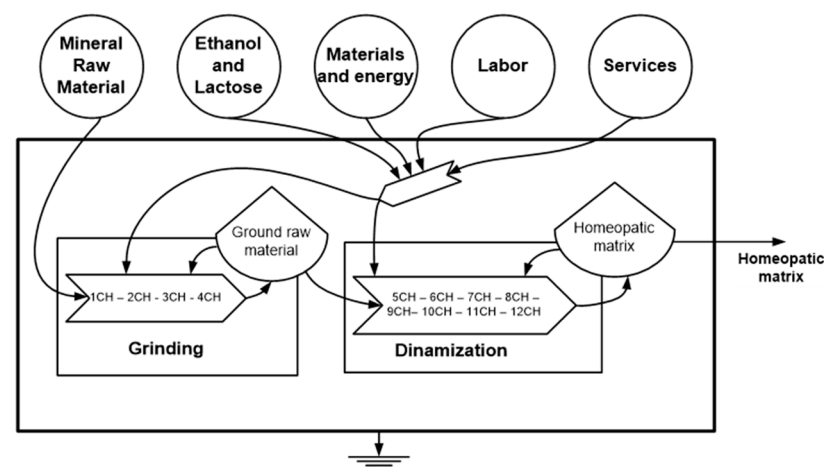 Mineral
Raw
Material
Ethanol
and
Lactose
Materials
and energy
Labor
Services
Ground raw
material
Homeopatic
matrix
Homeopatic
matrix
1CH – 2CH - 3CH - 4CH
5CH – 6CH – 7CH – 8CH –
9CH– 10CH – 11CH – 12CH
Grinding
Dinamization